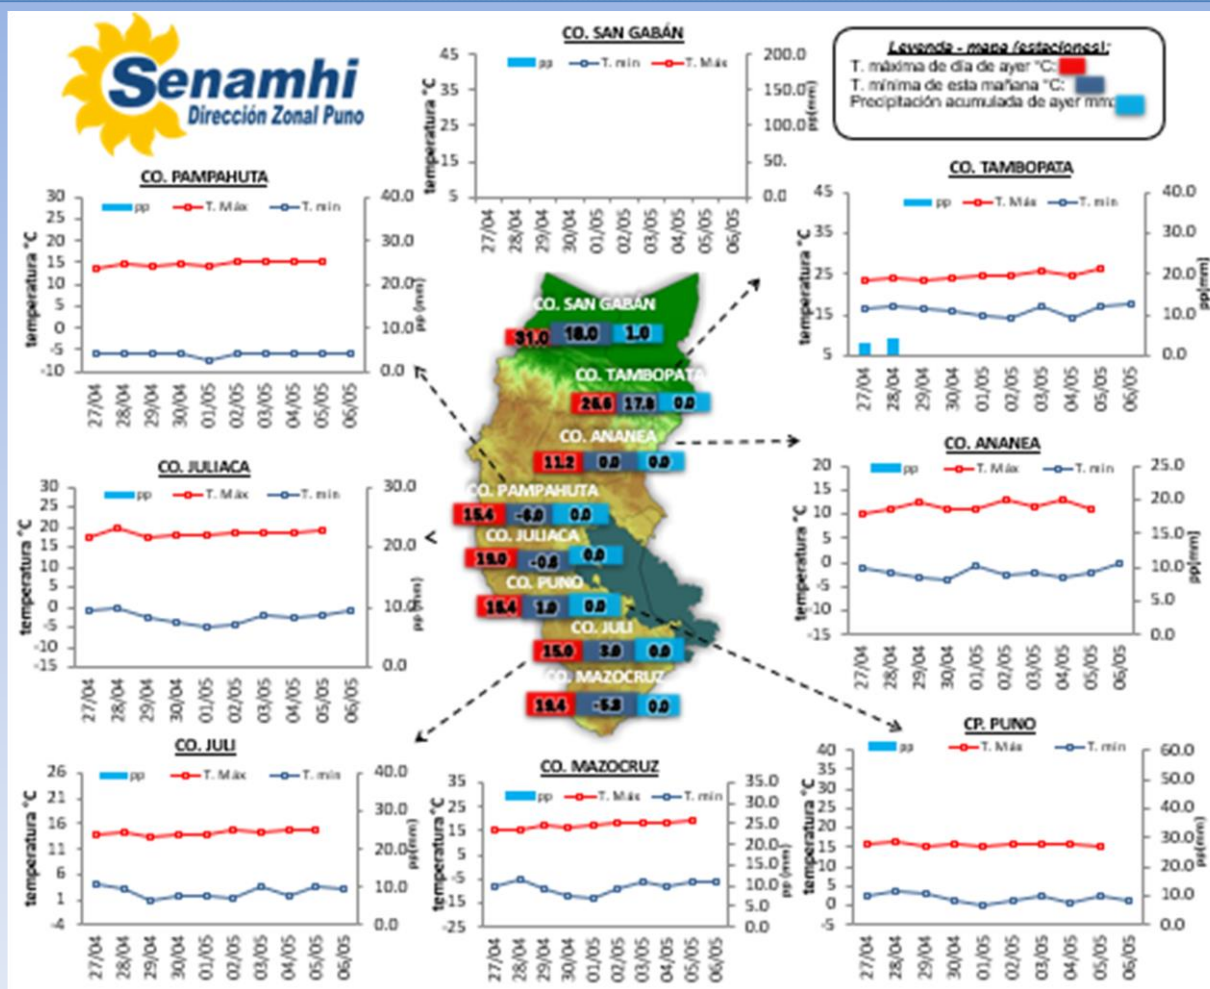 Senamhi
Dirección Zonal Puno
CO. SAN GABÁN
pp T. min T. Máx
temperatura °C
45
35
25
15
5
200.0
150.0
100.0
50.
0.0
pp(mm)
27/04 28/04 29/04 30/04 01/05 02/05 03/05 04/05 05/05 06/05
Leyenda - mapa (estaciones):
T. máxima de día de ayer °C:
T. mínima de esta mañana °C:
Precipitación acumulada de ayer mm:
CO. PAMPAHUTA
pp T. Máx T. min
temperatura °C
30
25
20
15
10
5
0
-5
-10
40.0
30.0
20.0
10.0
0.0
pp (mm)
27/04 28/04 29/04 30/04 01/05 02/05 03/05 04/05 05/05 06/05
CO. TAMBOPATA
pp T. Máx T. min
temperatura °C
45
35
25
15
5
40.0
30.0
20.0
10.0
0.0
pp(mm)
27/04 28/04 29/04 30/04 01/05 02/05 03/05 04/05 05/05 06/05
CO. SAN GABÁN
31.0 18.0 1.0
CO. TAMBOPATA
26.6 17.8 0.0
CO. ANANEA
11.2 0.0 0.0
CO. PAMPAHUTA
15.4 -6.0 0.0
CO. JULIACA
19.0 0.0
CO. PUNO
1.0 0.0
CO. JULI
15.0 3.0 0.0
CO. MAZOCRUZ
19.4 0.0
CO. JULIACA
pp T. Máx T. min
temperatura °C
30
25
20
15
10
5
0
-5
-10
-15
30.0
20.0
10.0
0.0
pp (mm)
27/04 28/04 29/04 30/04 01/05 02/05 03/05 04/05 05/05 06/05
CO. ANANEA
pp T. Máx T. min
temperatura °C
20
15
10
5
0
-5
-10
-15
25.0
20.0
15.0
10.0
5.0
0.0
pp(mm)
27/04 28/04 29/04 30/04 01/05 02/05 03/05 04/05 05/05 06/05
CO. JULI
pp T. Máx T. min
temperatura °C
26
21
16
11
6
1
-4
40.0
30.0
20.0
10.0
0.0
pp(mm)
27/04 28/04 29/04 30/04 01/05 02/05 03/05 04/05 05/05 06/05
CO. MAZOCRUZ
pp T. Máx T. min
temperatura °C
35
25
15
5
-5
-15
-25
35.0
30.0
25.0
20.0
15.0
10.0
5.0
0.0
pp (mm)
27/04 28/04 29/04 30/04 01/05 02/05 03/05 04/05 05/05 06/05
CP. PUNO
pp T. Máx T. min
temperatura °C
40
35
30
25
20
15
10
5
0
-5
60.0
50.0
40.0
30.0
20.0
10.0
0.0
pp(mm)
27/04 28/04 29/04 30/04 01/05 02/05 03/05 04/05 05/05 06/05